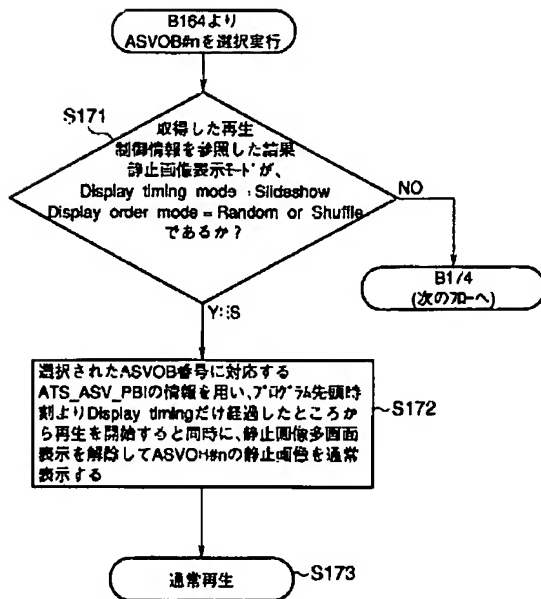 B164より
ASVOB#nを選択実行
S171
取得した再生
制御情報を参照した結果
静止画像表示モードが、
Display timing mode :Slideshow
Display order mode = Random or Shuffle
であるか?
NO
B174
(次のフローへ)
YES
選択されたASVOB番号に対応する
ATS_ASV_PBIの情報を用い、プログラム先頭時
刻よりDisplay timingだけ経過したところか
ら再生を開始すると同時に、静止画像多画面
表示を解除してASVOB#nの静止画像を通常
表示する
S172
通常再生
S173